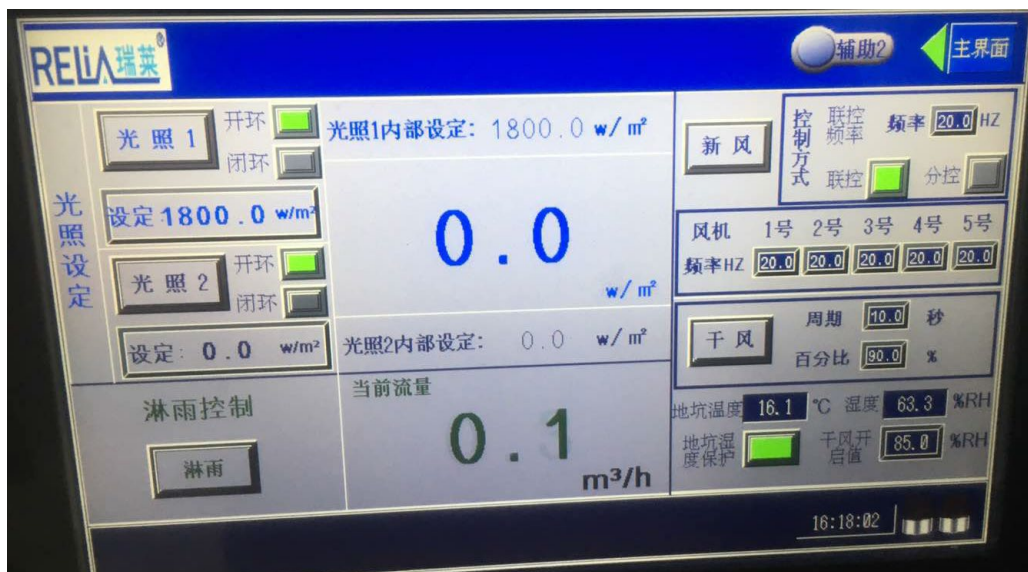 RELIA瑞莱®
辅助2
主界面
光照设定
光照1
开环
闭环
设定:1800.0 w/m²
光照2
开环
闭环
设定: 0.0 w/m²
光照1内部设定: 1800.0 w/m²
0.0
w/m²
光照2内部设定: 0.0 w/m²
淋雨控制
淋雨
当前流量
0.1
m³/h
新风
控制方式
联控频率
频率 20.0 HZ
联控
分控
风机 1号 2号 3号 4号 5号
频率HZ 20.0 20.0 20.0 20.0 20.0
干风
周期 10.0 秒
百分比 90.0 %
地坑温度 16.1 °C 湿度 63.3 %RH
地坑湿度保护
干风开启值 85.0 %RH
16:18:02